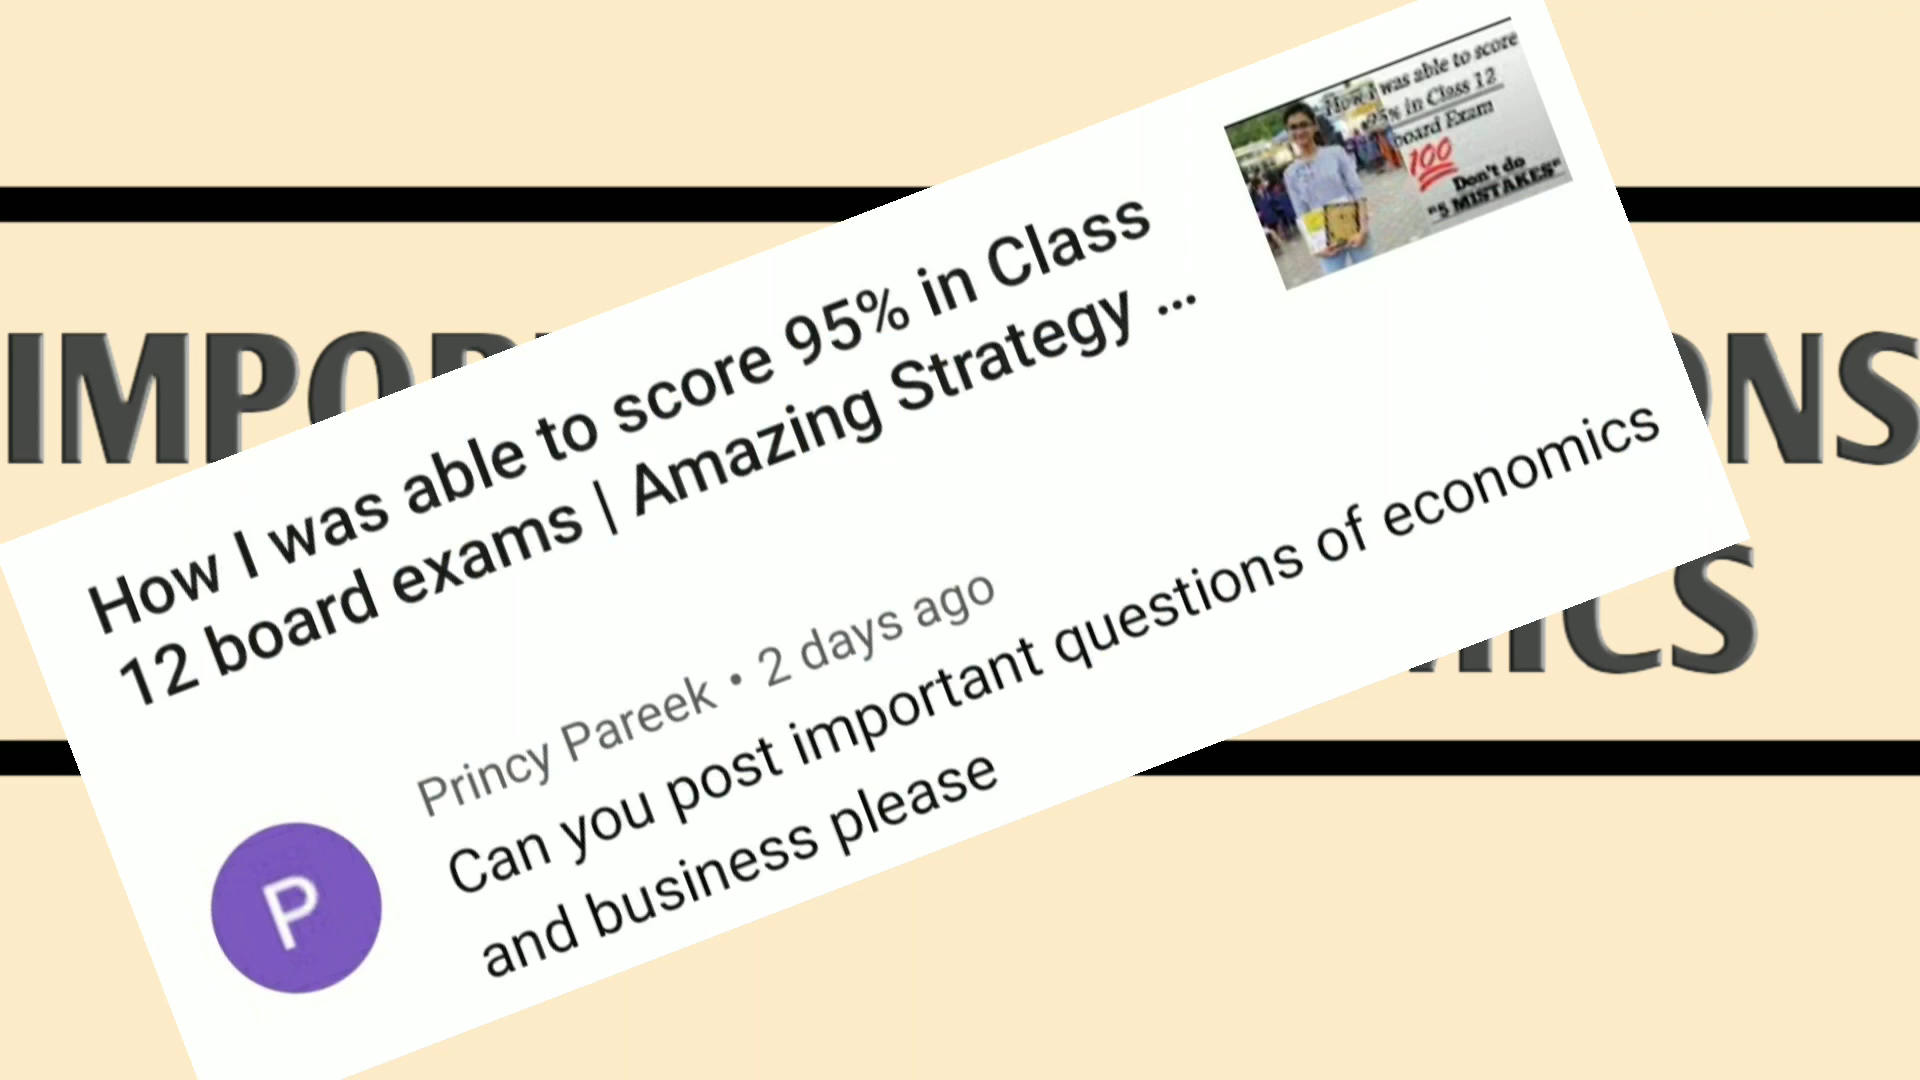 How I was able to score 95% in Class
12 board exams | Amazing Strategy ...
How I was able to score
95% in Class 12
board Exam
100
Don't do
"5 MISTAKES"
Princy Pareek • 2 days ago
Can you post important questions of economics
and business please
P